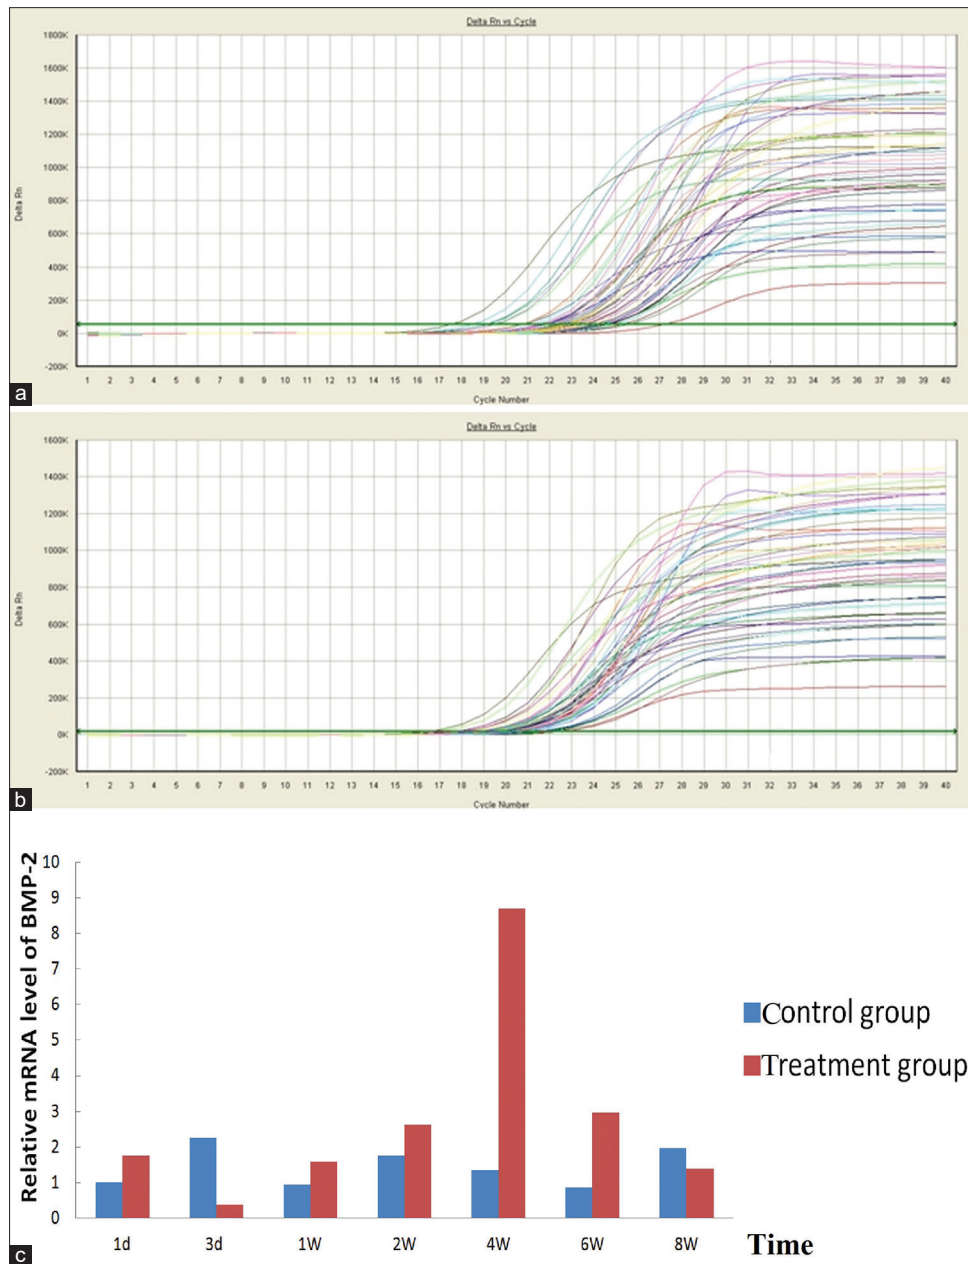 Delta Rn vs Cycle
1800K
1600K
1400K
1200K
1000K
800K
600K
400K
200K
0K
-200K
Delta Rn
1 2 3 4 5 6 7 8 9 10 11 12 13 14 15 16 17 18 19 20 21 22 23 24 25 26 27 28 29 30 31 32 33 34 35 36 37 38 39 40
Cycle Number
a
Delta Rn vs Cycle
1600K
1400K
1200K
1000K
800K
600K
400K
200K
0K
-200K
Delta Rn
1 2 3 4 5 6 7 8 9 10 11 12 13 14 15 16 17 18 19 20 21 22 23 24 25 26 27 28 29 30 31 32 33 34 35 36 37 38 39 40
Cycle Number
b
Relative mRNA level of BMP-2
10
9
8
7
6
5
4
3
2
1
0
Control group
Treatment group
1d 3d 1W 2W 4W 6W 8W
Time
c